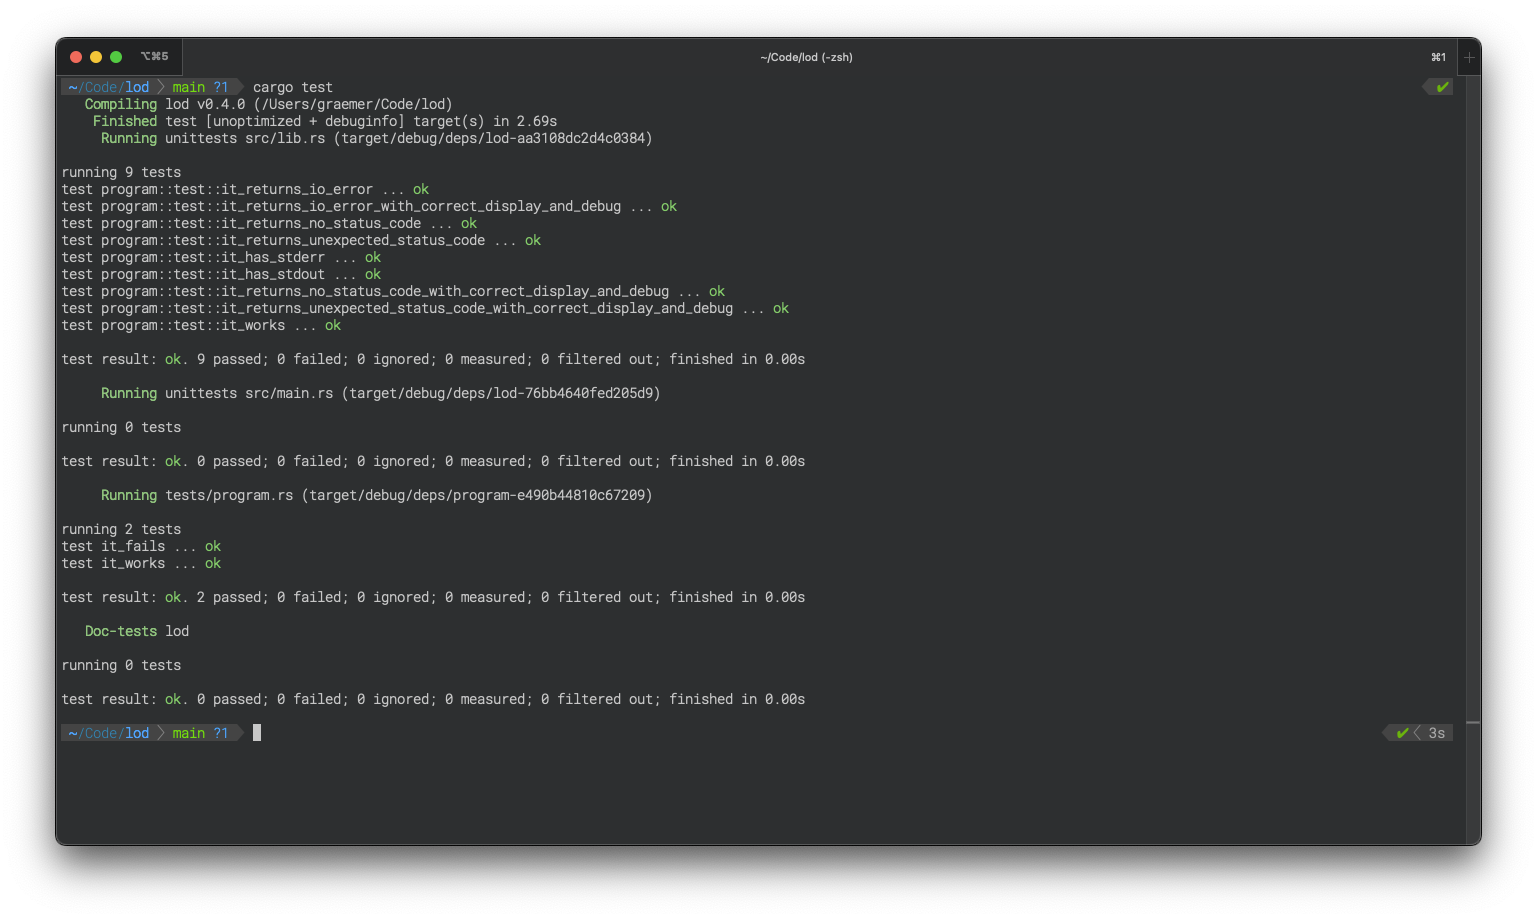 ⌥⌘5
~/Code/lod (-zsh)
⌘1
+
~/Code/lod main ?1 cargo test ✔
Compiling lod v0.4.0 (/Users/graemer/Code/lod)
Finished test [unoptimized + debuginfo] target(s) in 2.69s
Running unittests src/lib.rs (target/debug/deps/lod-aa3108dc2d4c0384)
running 9 tests
test program::test::it_returns_io_error ... ok
test program::test::it_returns_io_error_with_correct_display_and_debug ... ok
test program::test::it_returns_no_status_code ... ok
test program::test::it_returns_unexpected_status_code ... ok
test program::test::it_has_stderr ... ok
test program::test::it_has_stdout ... ok
test program::test::it_returns_no_status_code_with_correct_display_and_debug ... ok
test program::test::it_returns_unexpected_status_code_with_correct_display_and_debug ... ok
test program::test::it_works ... ok
test result: ok. 9 passed; 0 failed; 0 ignored; 0 measured; 0 filtered out; finished in 0.00s
Running unittests src/main.rs (target/debug/deps/lod-76bb4640fed205d9)
running 0 tests
test result: ok. 0 passed; 0 failed; 0 ignored; 0 measured; 0 filtered out; finished in 0.00s
Running tests/program.rs (target/debug/deps/program-e490b44810c67209)
running 2 tests
test it_fails ... ok
test it_works ... ok
test result: ok. 2 passed; 0 failed; 0 ignored; 0 measured; 0 filtered out; finished in 0.00s
Doc-tests lod
running 0 tests
test result: ok. 0 passed; 0 failed; 0 ignored; 0 measured; 0 filtered out; finished in 0.00s
~/Code/lod main ?1 ✔ 3s